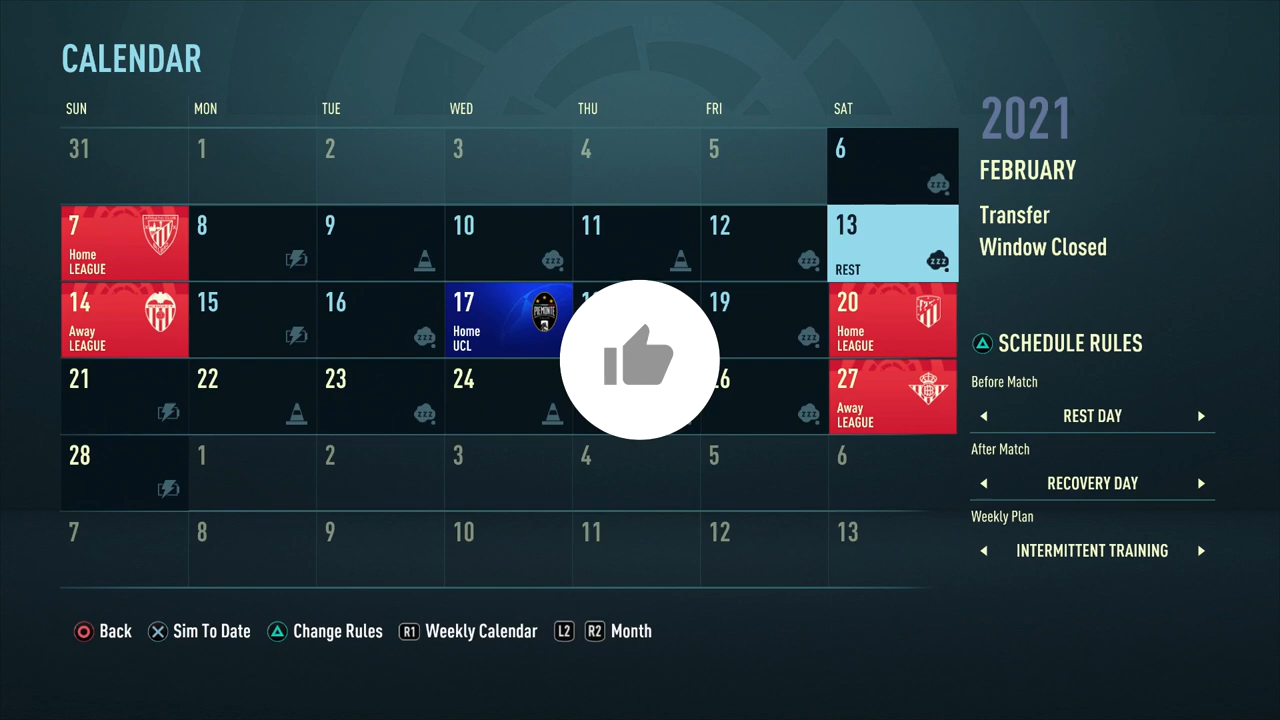 CALENDAR
SUN MON TUE WED THU FRI SAT
31 1 2 3 4 5 6
7 8 9 10 11 12 13
Home
LEAGUE
REST
14 15 16 17 19 20
Away
LEAGUE
Home
UCL
PIEMONTE
Home
LEAGUE
21 22 23 24 27
Away
LEAGUE
28 1 2 3 4 5 6
7 8 9 10 11 12 13
2021
FEBRUARY
Transfer
Window Closed
SCHEDULE RULES
Before Match
REST DAY
After Match
RECOVERY DAY
Weekly Plan
INTERMITTENT TRAINING
Back Sim To Date Change Rules R1 Weekly Calendar L2 R2 Month